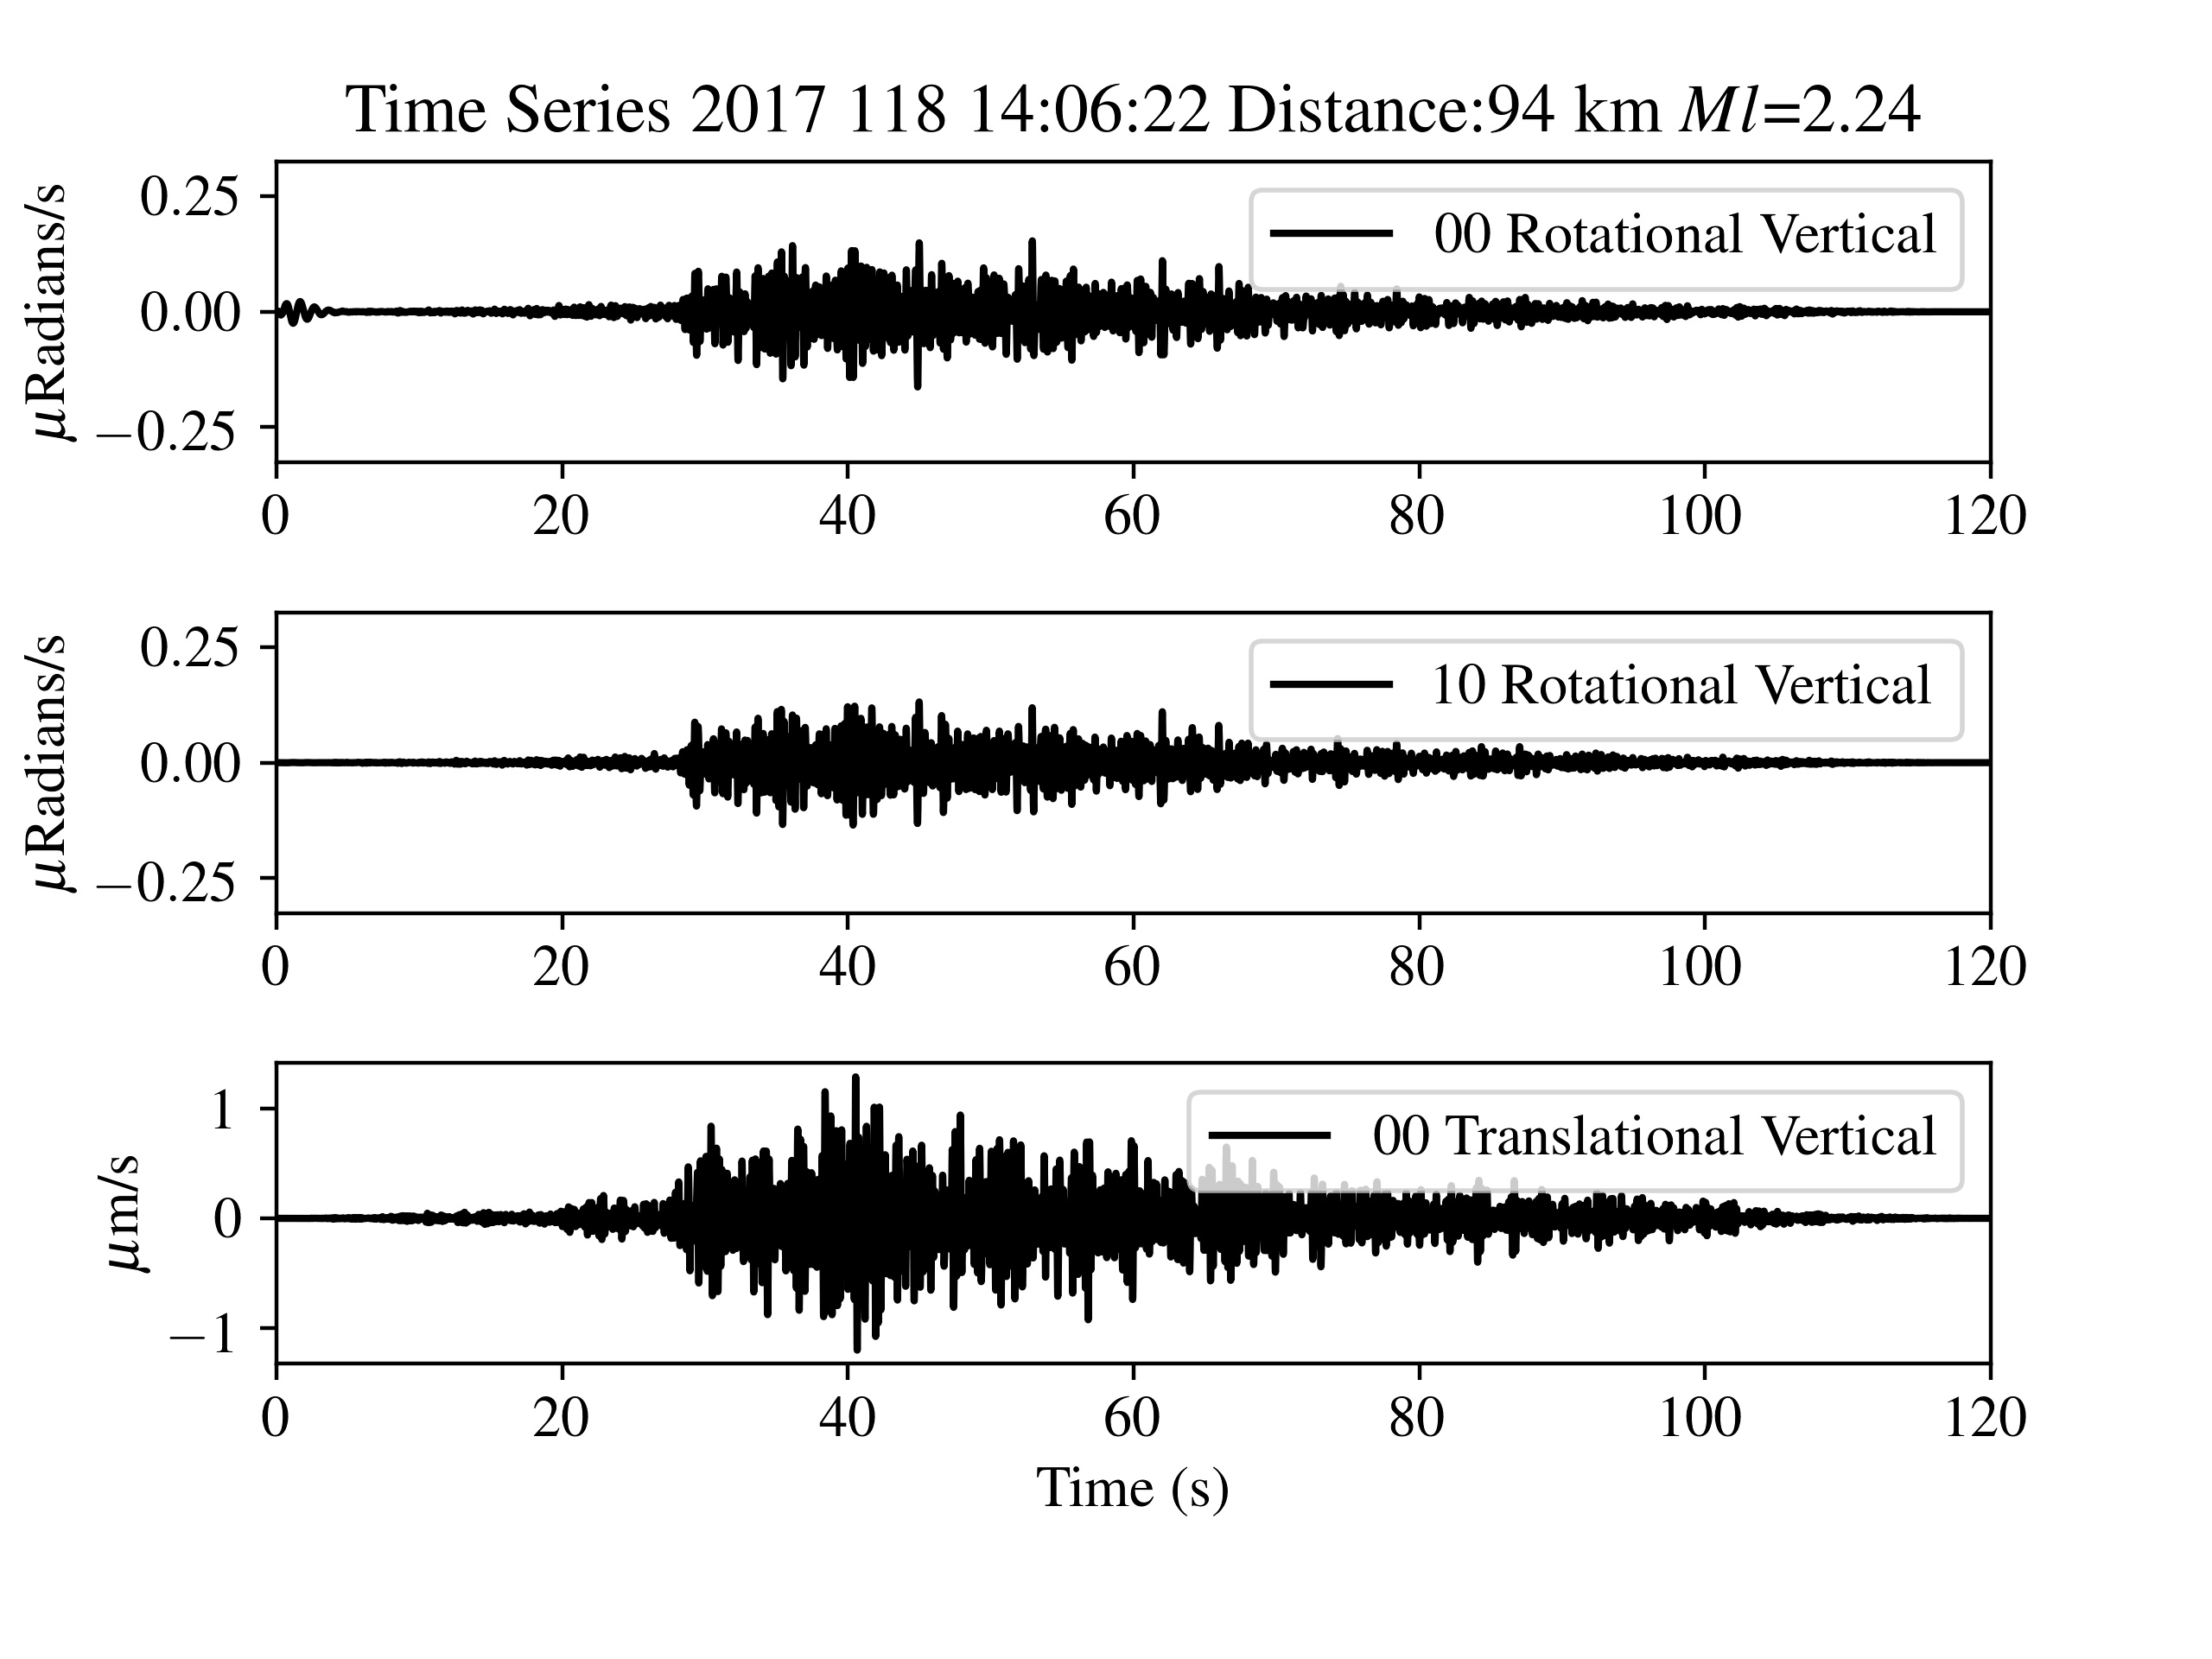 Time Series 2017 118 14:06:22 Distance:94 km Ml=2.24
µRadians/s
0.25
0.00
−0.25
00 Rotational Vertical
0 20 40 60 80 100 120
µRadians/s
0.25
0.00
−0.25
10 Rotational Vertical
0 20 40 60 80 100 120
µm/s
1
0
−1
00 Translational Vertical
0 20 40 60 80 100 120
Time (s)